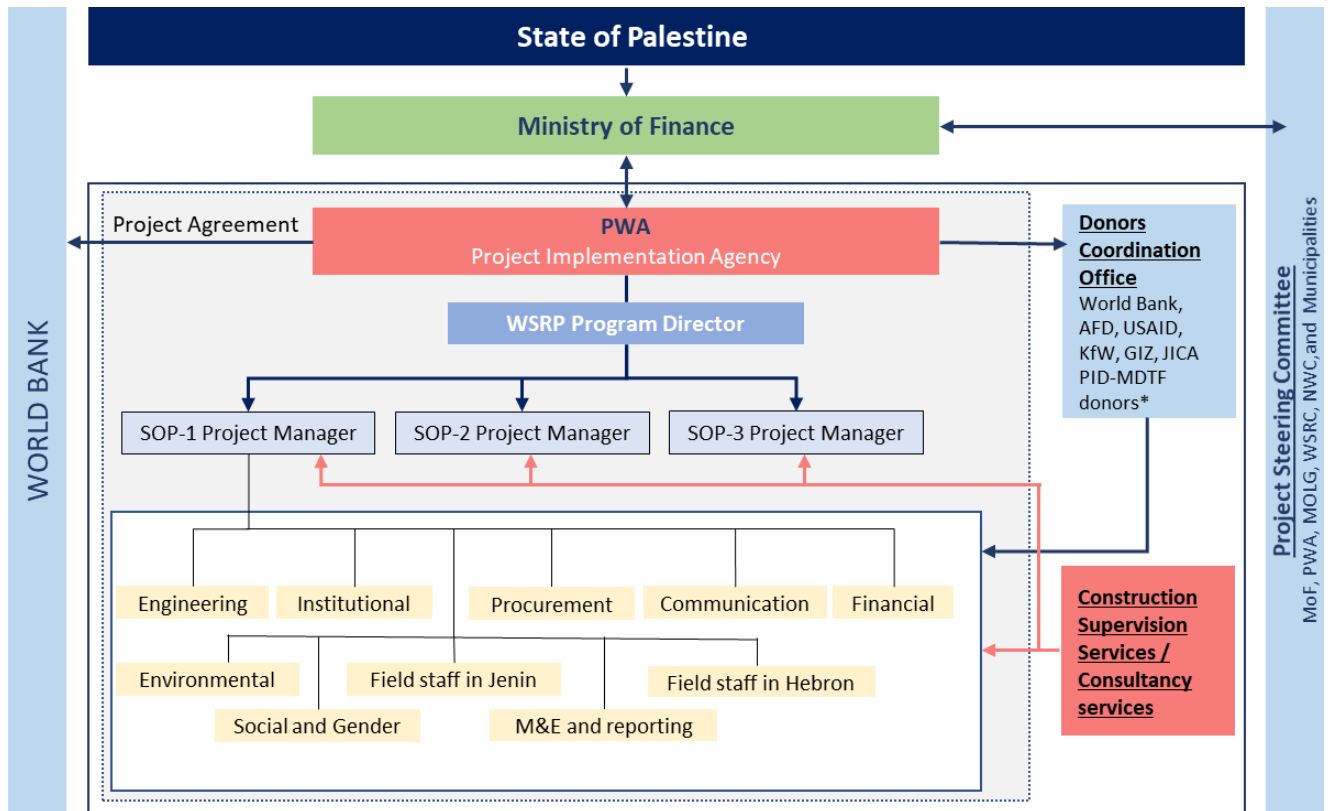 State of Palestine
Ministry of Finance
Project Agreement
PWA
Project Implementation Agency
WSRP Program Director
Donors
Coordination
Office
World Bank,
AFD, USAID,
KfW, GIZ, JICA
PID-MDTF
donors*
WORLD BANK
Project Steering Committee
MoF, PWA, MOLG, WSRC, NWC,and Municipalities
SOP-1 Project Manager
SOP-2 Project Manager
SOP-3 Project Manager
Engineering
Institutional
Procurement
Communication
Financial
Environmental
Field staff in Jenin
Field staff in Hebron
Social and Gender
M&E and reporting
Construction
Supervision
Services /
Consultancy
services